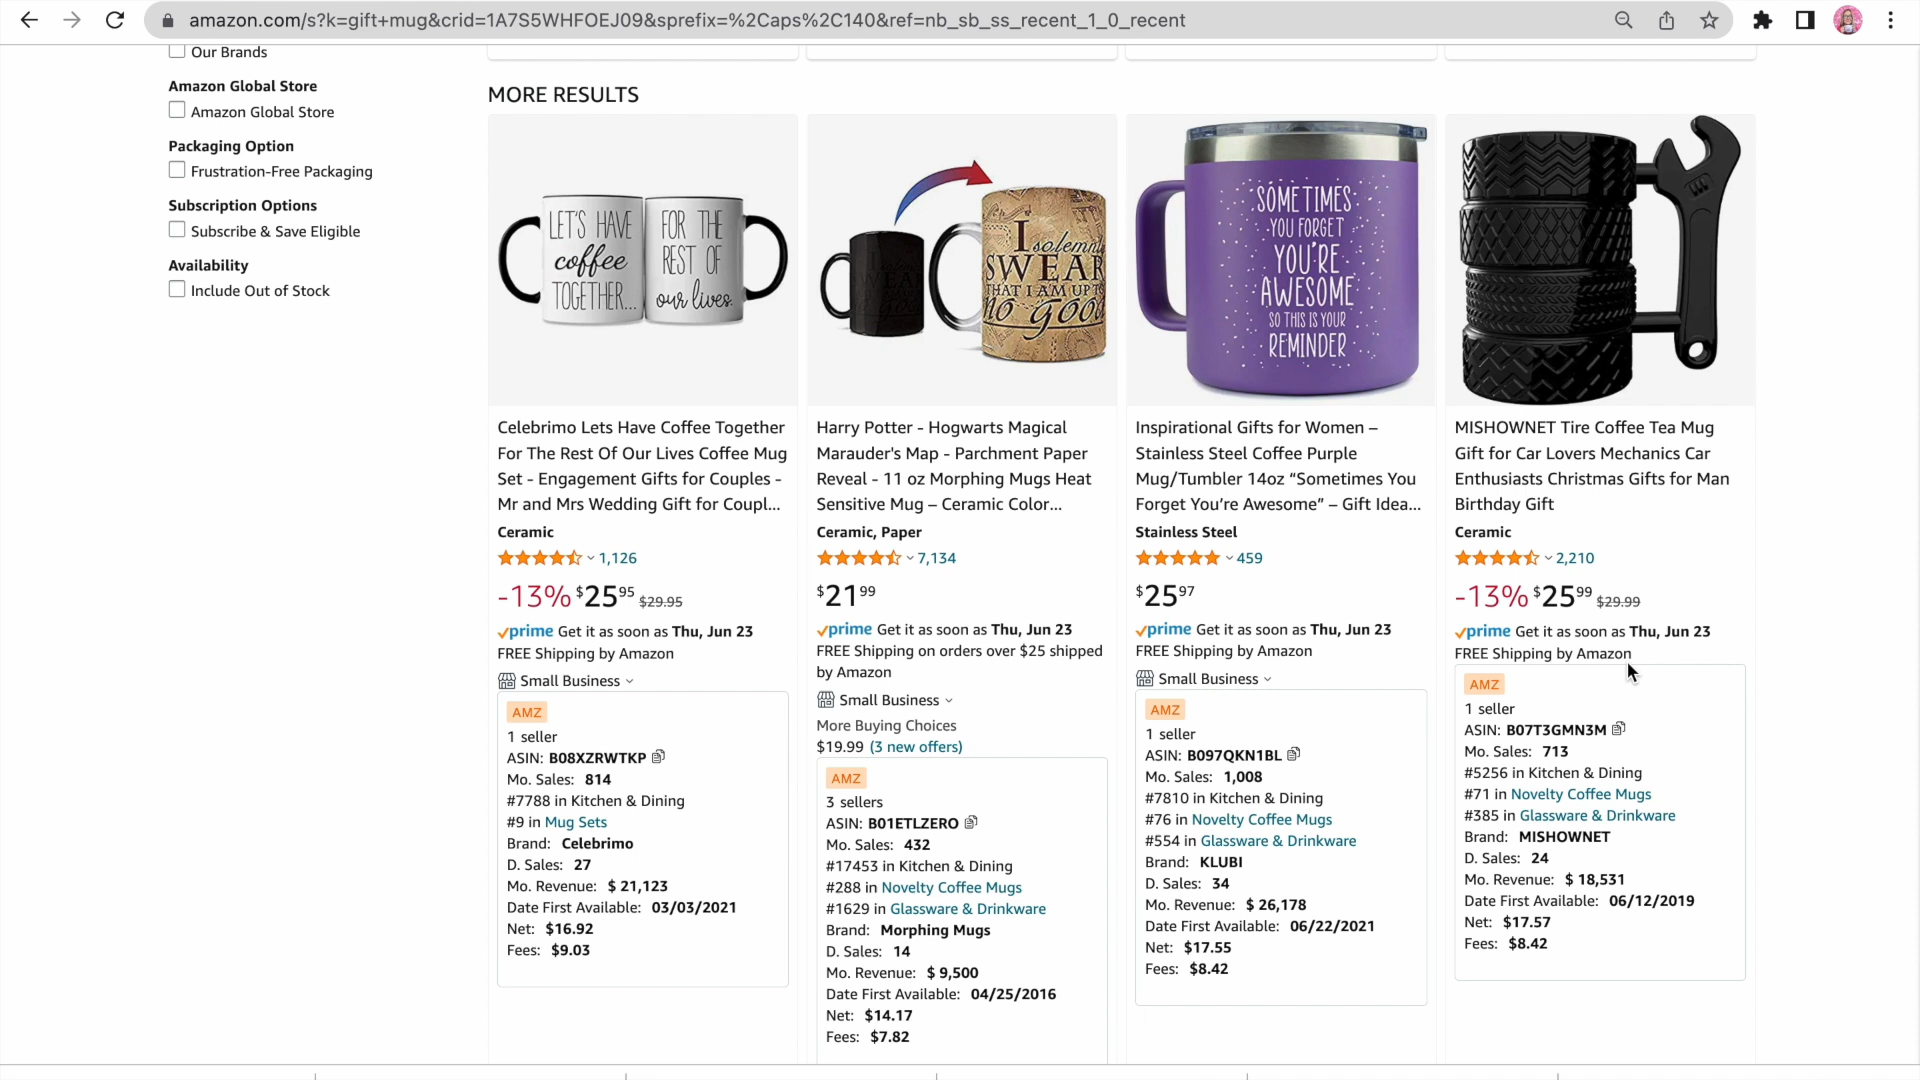 amazon.com/s?k=gift+mug&crid=1A7S5WHFOEJ09&sprefix=%2Caps%2C140&ref=nb_sb_ss_recent_1_0_recent
Our Brands
Amazon Global Store
Amazon Global Store
Packaging Option
Frustration-Free Packaging
Subscription Options
Subscribe & Save Eligible
Availability
Include Out of Stock
MORE RESULTS
LET'S HAVE
coffee
TOGETHER...
FOR THE
REST OF
our lives.
Celebrimo Lets Have Coffee Together
For The Rest Of Our Lives Coffee Mug
Set - Engagement Gifts for Couples -
Mr and Mrs Wedding Gift for Coupl...
Ceramic
1,126
-13% $25 95 $29.95
prime Get it as soon as Thu, Jun 23
FREE Shipping by Amazon
Small Business
AMZ
1 seller
ASIN: B08XZRWTKP
Mo. Sales: 814
#7788 in Kitchen & Dining
#9 in Mug Sets
Brand: Celebrimo
D. Sales: 27
Mo. Revenue: $ 21,123
Date First Available: 03/03/2021
Net: $16.92
Fees: $9.03
I solemnly
SWEAR
THAT I AM UP TO
no good
Harry Potter - Hogwarts Magical
Marauder's Map - Parchment Paper
Reveal - 11 oz Morphing Mugs Heat
Sensitive Mug – Ceramic Color...
Ceramic, Paper
7,134
$21 99
prime Get it as soon as Thu, Jun 23
FREE Shipping on orders over $25 shipped
by Amazon
Small Business
More Buying Choices
$19.99 (3 new offers)
AMZ
3 sellers
ASIN: B01ETLZERO
Mo. Sales: 432
#17453 in Kitchen & Dining
#288 in Novelty Coffee Mugs
#1629 in Glassware & Drinkware
Brand: Morphing Mugs
D. Sales: 14
Mo. Revenue: $ 9,500
Date First Available: 04/25/2016
Net: $14.17
Fees: $7.82
SOMETIMES
YOU FORGET
YOU'RE
AWESOME
SO THIS IS YOUR
REMINDER
Inspirational Gifts for Women –
Stainless Steel Coffee Purple
Mug/Tumbler 14oz “Sometimes You
Forget You’re Awesome” – Gift Idea...
Stainless Steel
459
$25 97
prime Get it as soon as Thu, Jun 23
FREE Shipping by Amazon
Small Business
AMZ
1 seller
ASIN: B097QKN1BL
Mo. Sales: 1,008
#7810 in Kitchen & Dining
#76 in Novelty Coffee Mugs
#554 in Glassware & Drinkware
Brand: KLUBI
D. Sales: 34
Mo. Revenue: $ 26,178
Date First Available: 06/22/2021
Net: $17.55
Fees: $8.42
MISHOWNET Tire Coffee Tea Mug
Gift for Car Lovers Mechanics Car
Enthusiasts Christmas Gifts for Man
Birthday Gift
Ceramic
2,210
-13% $25 99 $29.99
prime Get it as soon as Thu, Jun 23
FREE Shipping by Amazon
AMZ
1 seller
ASIN: B07T3GMN3M
Mo. Sales: 713
#5256 in Kitchen & Dining
#71 in Novelty Coffee Mugs
#385 in Glassware & Drinkware
Brand: MISHOWNET
D. Sales: 24
Mo. Revenue: $ 18,531
Date First Available: 06/12/2019
Net: $17.57
Fees: $8.42